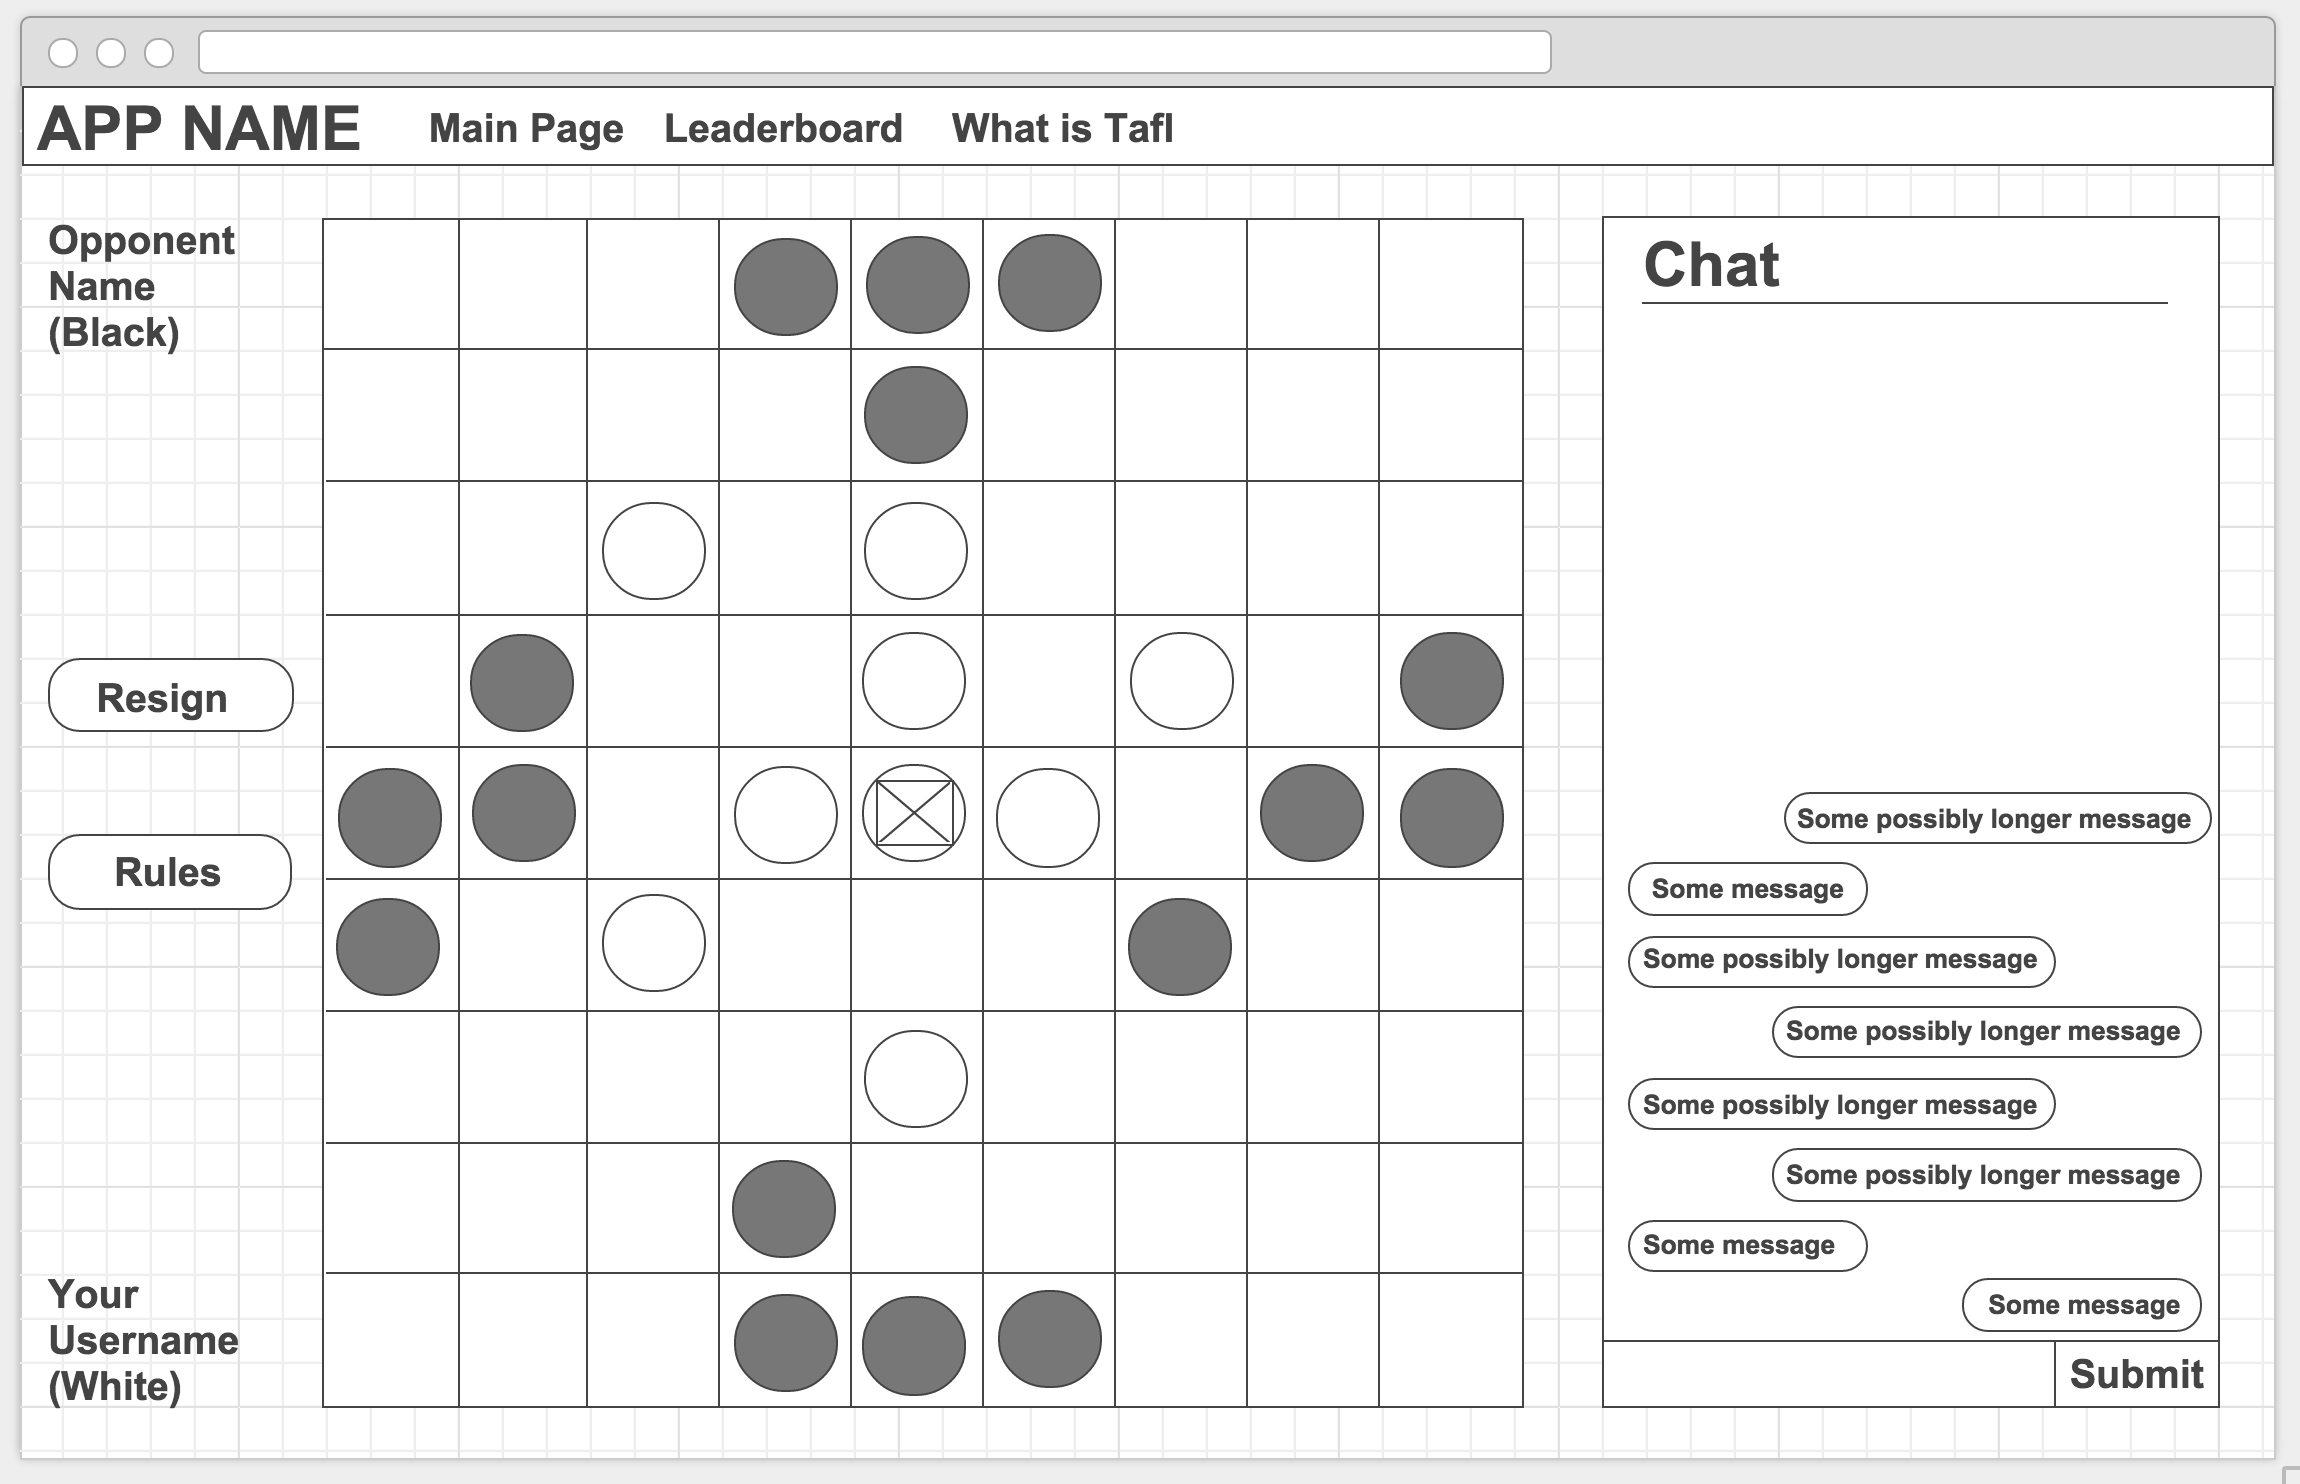 APP NAME
Main Page
Leaderboard
What is Tafl
Opponent
Name
(Black)
Resign
Rules
Your
Username
(White)
Chat
Some possibly longer message
Some message
Some possibly longer message
Some possibly longer message
Some possibly longer message
Some possibly longer message
Some message
Some message
Submit